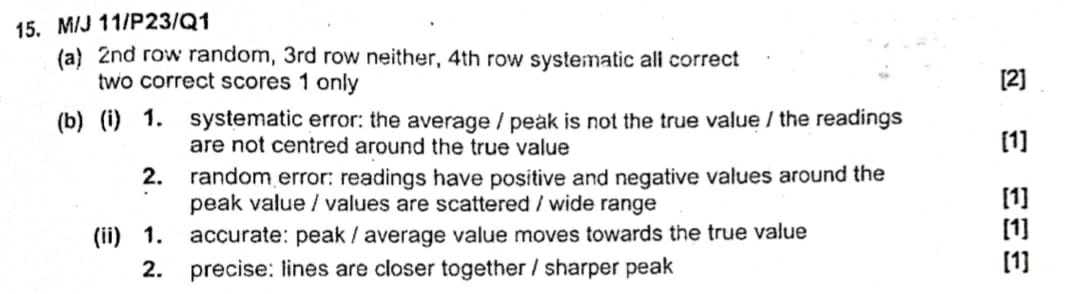 15. M/J 11/P23/Q1
(a) 2nd row random, 3rd row neither, 4th row systematic all correct
two correct scores 1 only [2]
(b) (i) 1. systematic error: the average / peak is not the true value / the readings
are not centred around the true value [1]
2. random error: readings have positive and negative values around the
peak value / values are scattered / wide range [1]
(ii) 1. accurate: peak / average value moves towards the true value [1]
2. precise: lines are closer together / sharper peak [1]